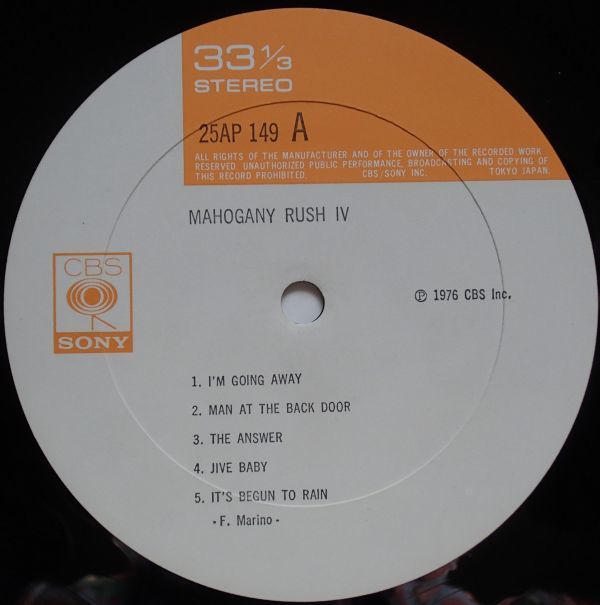 33 1/3
STEREO
25AP 149 A
ALL RIGHTS OF THE MANUFACTURER AND OF THE OWNER OF THE RECORDED WORK
RESERVED. UNAUTHORIZED PUBLIC PERFORMANCE, BROADCASTING AND COPYING OF
THIS RECORD PROHIBITED. CBS/SONY INC. TOKYO JAPAN.
MAHOGANY RUSH IV
CBS
SONY
℗ 1976 CBS Inc.
1. I'M GOING AWAY
2. MAN AT THE BACK DOOR
3. THE ANSWER
4. JIVE BABY
5. IT'S BEGUN TO RAIN
• F. Marino •